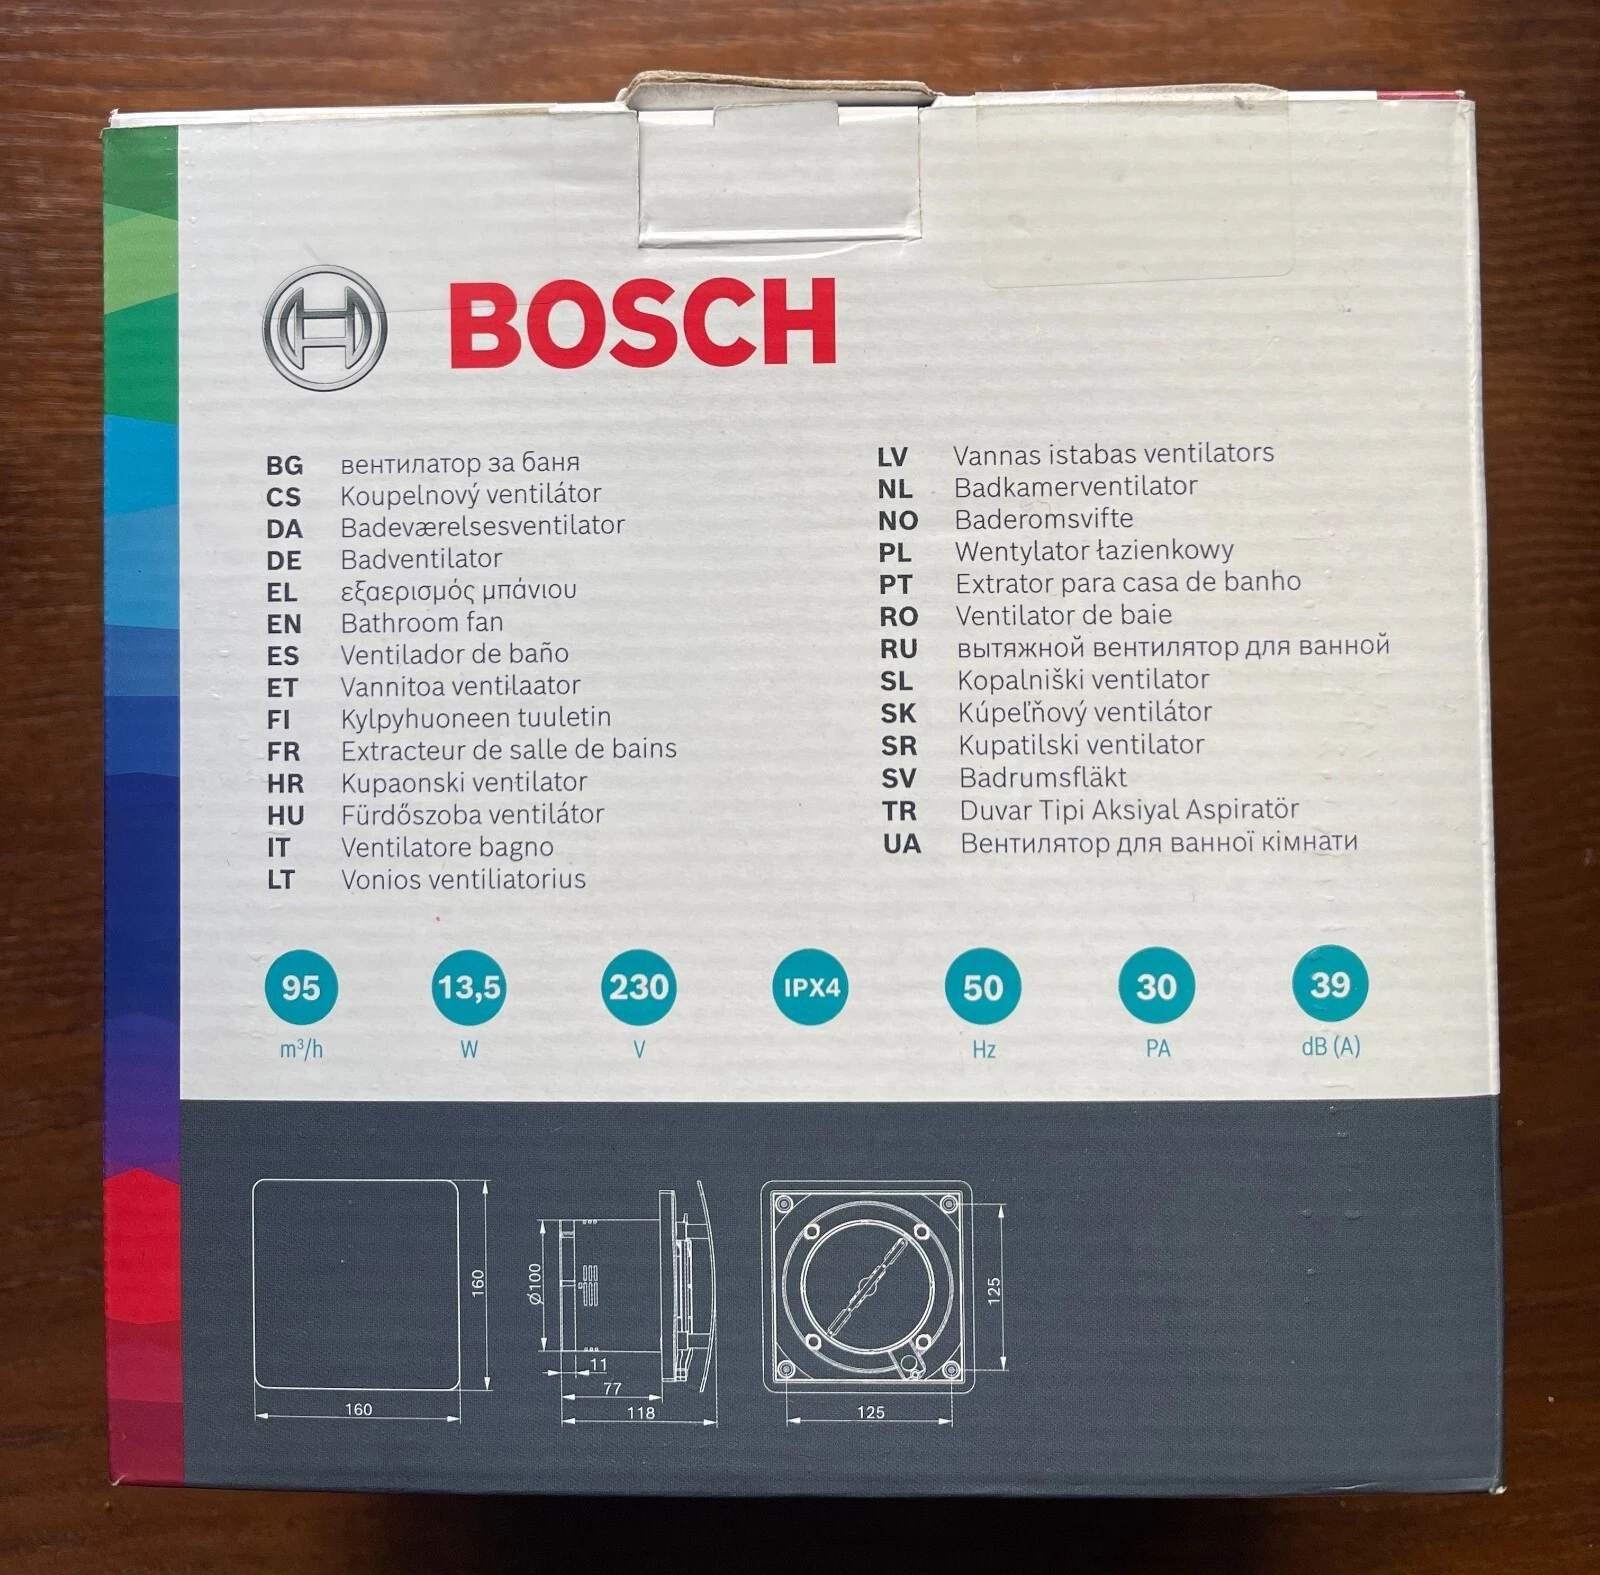 BOSCH
BG вентилатор за баня
CS Koupelnový ventilátor
DA Badeværelsesventilator
DE Badventilator
EL εξαερισμός μπάνιου
EN Bathroom fan
ES Ventilador de baño
ET Vannitoa ventilaator
FI Kylpyhuoneen tuuletin
FR Extracteur de salle de bains
HR Kupaonski ventilator
HU Fürdőszoba ventilátor
IT Ventilatore bagno
LT Vonios ventiliatorius
LV Vannas istabas ventilators
NL Badkamerventilator
NO Baderomsvifte
PL Wentylator łazienkowy
PT Extrator para casa de banho
RO Ventilator de baie
RU вытяжной вентилятор для ванной
SL Kopalniški ventilator
SK Kúpeľňový ventilátor
SR Kupatilski ventilator
SV Badrumsfläkt
TR Duvar Tipi Aksiyal Aspiratör
UA Вентилятор для ванної кімнати
95 13,5 230 IPX4 50 30 39
m³/h W V Hz PA dB (A)
160
160
Ø100
11
77
118
125
125